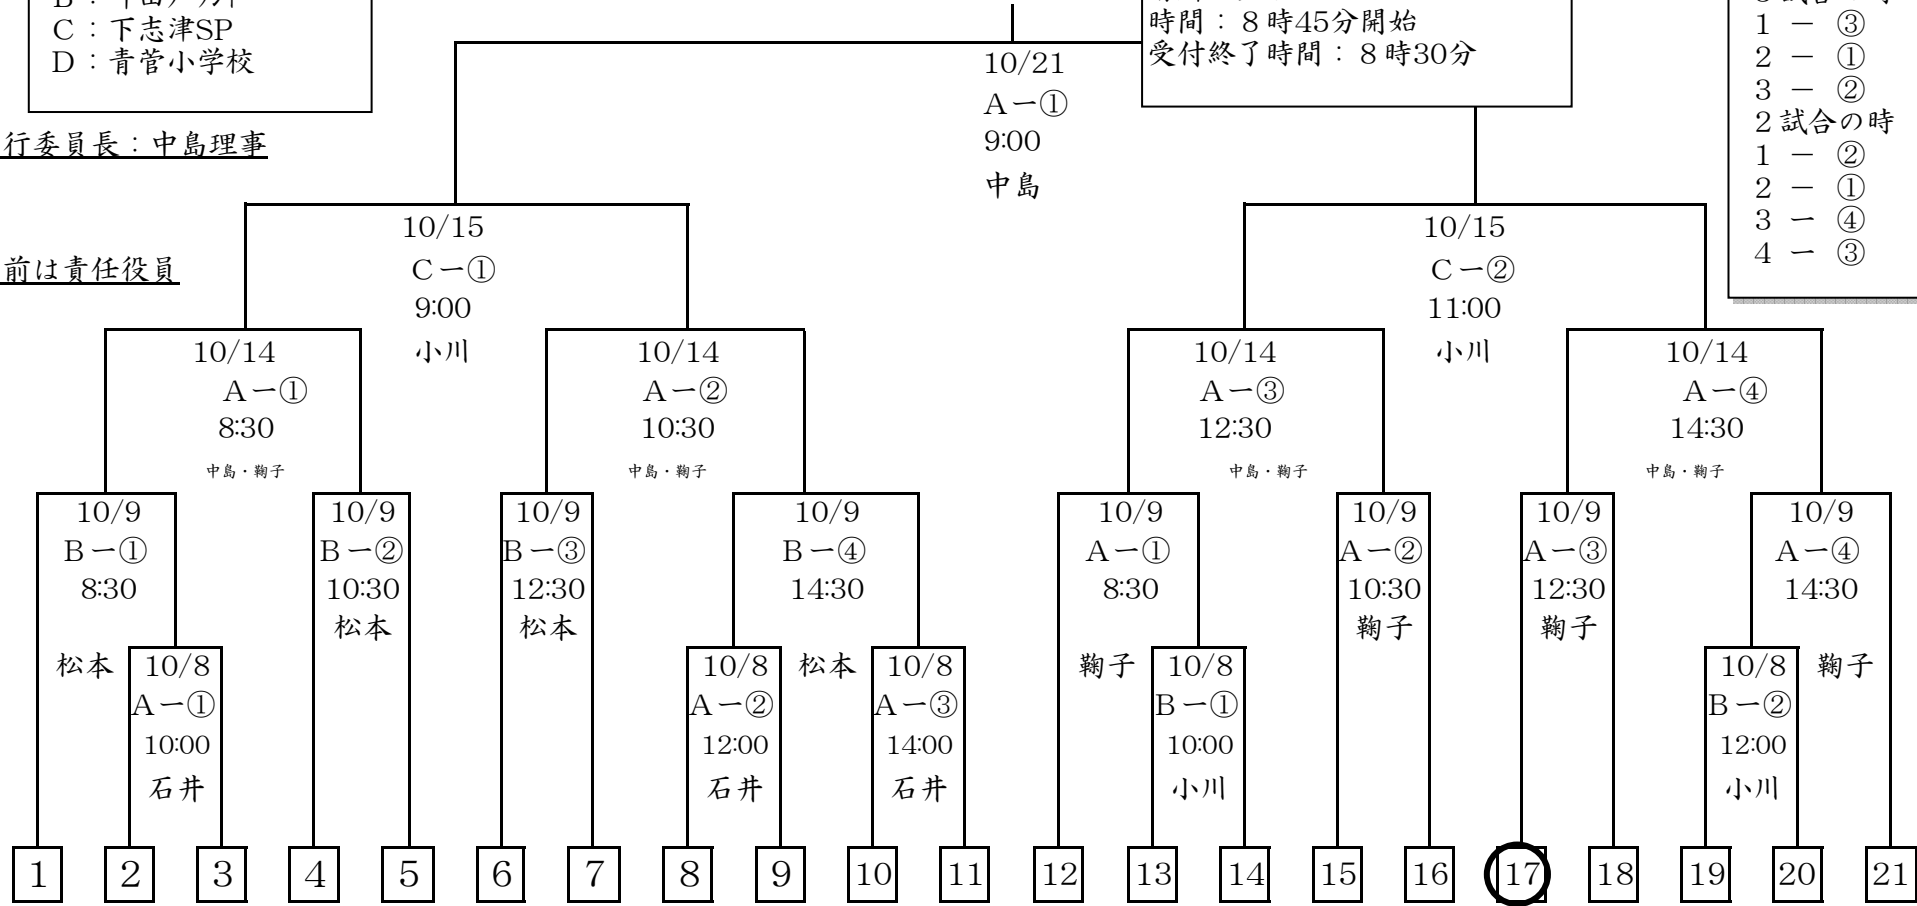 C：下志津SP
D：青菅小学校
時間：８時45分開始
受付終了時間：８時30分
1 － ③
2 － ①
3 － ②
2試合の時
1 － ②
2 － ①
3 － ④
4 － ③
行委員長：中島理事
前は責任役員
10/21
A－①
9:00
中島
10/15
C－①
9:00
小川
10/15
C－②
11:00
小川
10/14
A－①
8:30
中島・鞠子
10/14
A－②
10:30
中島・鞠子
10/14
A－③
12:30
中島・鞠子
10/14
A－④
14:30
中島・鞠子
10/9
B－①
8:30
松本
10/9
B－②
10:30
松本
10/9
B－③
12:30
松本
10/9
B－④
14:30
松本
10/9
A－①
8:30
鞠子
10/9
A－②
10:30
鞠子
10/9
A－③
12:30
鞠子
10/9
A－④
14:30
鞠子
10/8
A－①
10:00
石井
10/8
A－②
12:00
石井
10/8
A－③
14:00
石井
10/8
B－①
10:00
小川
10/8
B－②
12:00
小川
1 2 3 4 5 6 7 8 9 10 11 12 13 14 15 16 17 18 19 20 21